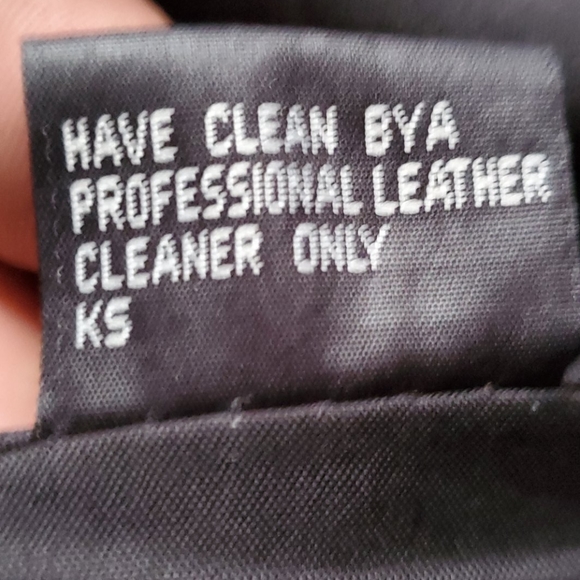 HAVE CLEAN BYA
PROFESSIONAL LEATHER
CLEANER ONLY
KS